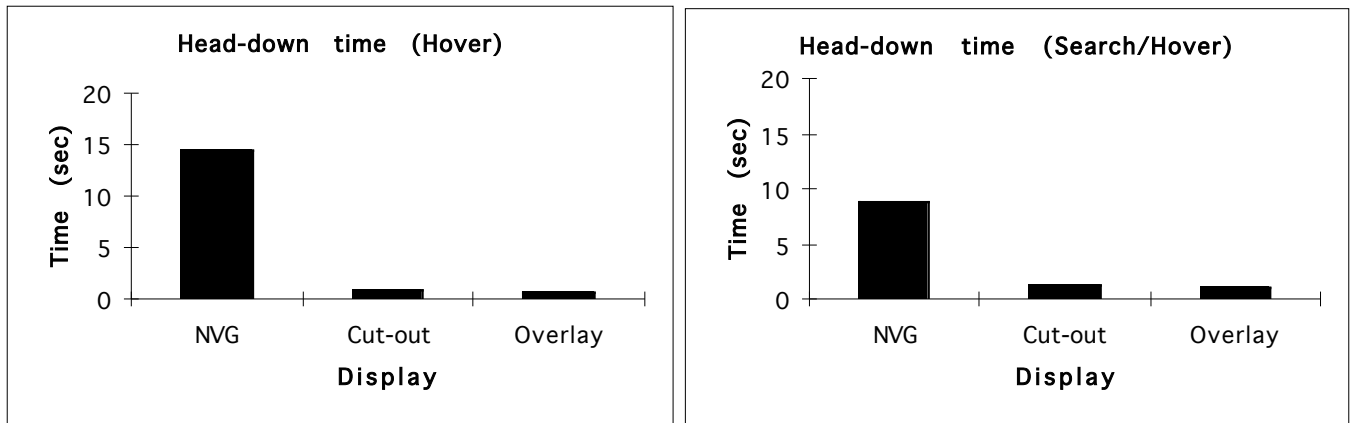 Head-down time (Hover)
Time (sec)
20
15
10
5
0
NVG Cut-out Overlay
Display
Head-down time (Search/Hover)
Time (sec)
20
15
10
5
0
NVG Cut-out Overlay
Display